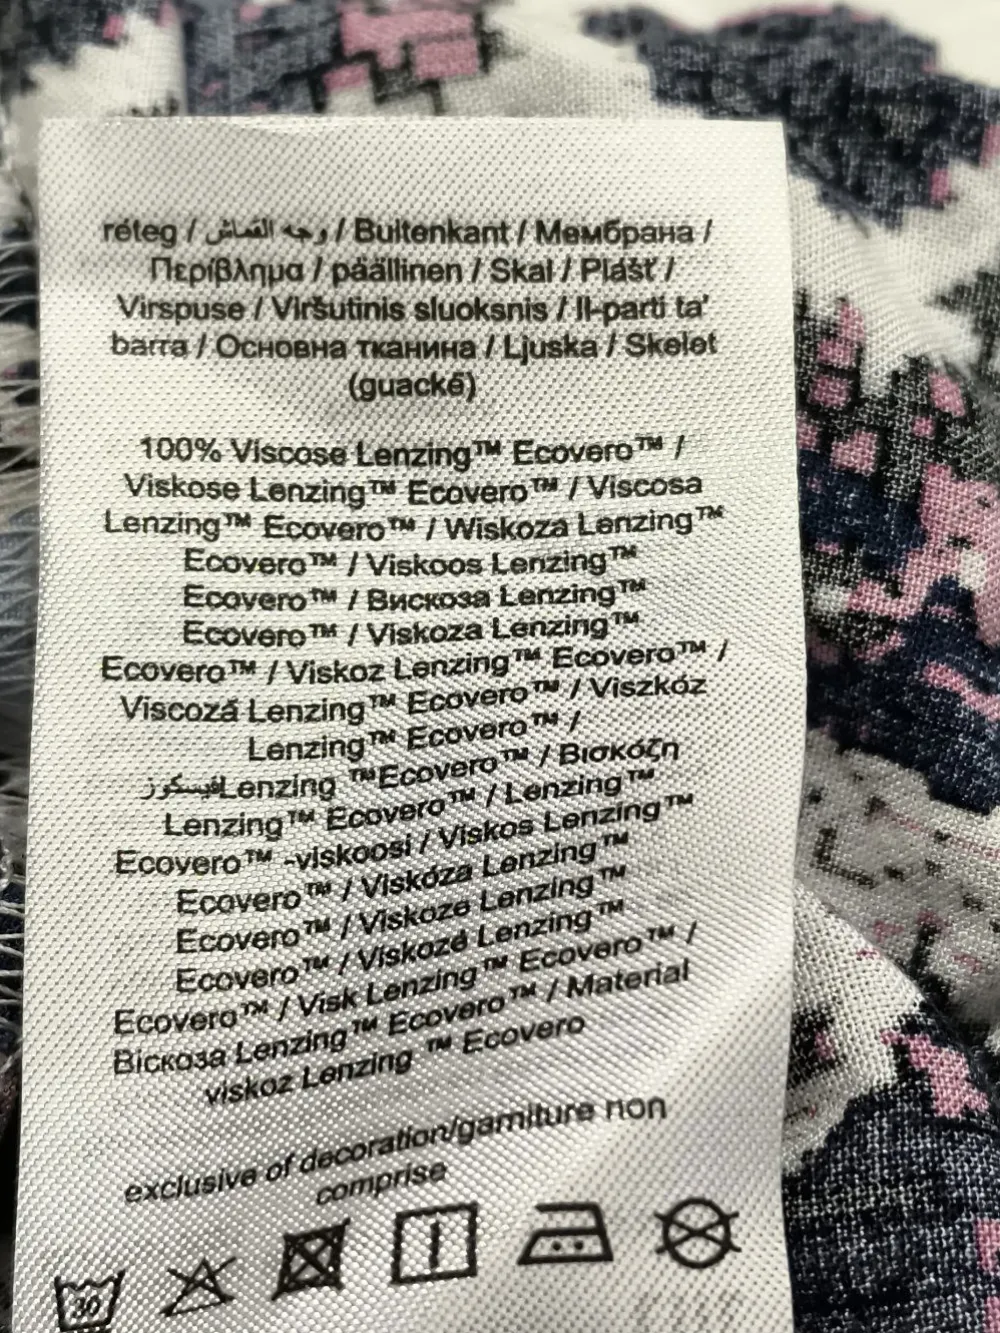 réteg / وجه القماش / Buitenkant / Мембрана /
Περίβλημα / päällinen / Skal / Plášť /
Virspuse / Viršutinis sluoksnis / Il-parti ta'
barra / Основна тканина / Ljuska / Skelet
(guackë)
100% Viscose Lenzing™ Ecovero™ /
Viskose Lenzing™ Ecovero™ / Viscosa
Lenzing™ Ecovero™ / Wiskoza Lenzing™
Ecovero™ / Viskoos Lenzing™
Ecovero™ / Вискоза Lenzing™
Ecovero™ / Viskoza Lenzing™
Ecovero™ / Viskoz Lenzing™ Ecovero™ /
Viscoză Lenzing™ Ecovero™ / Viszkóz
Lenzing™ Ecovero™ /
فيسكوزLenzing ™Ecovero™ / Βισκόζη
Lenzing™ Ecovero™ / Lenzing™
Ecovero™ -viskoosi / Viskos Lenzing™
Ecovero™ / Viskóza Lenzing™
Ecovero™ / Viskoze Lenzing™
Ecovero™ / Viskozė Lenzing™
Ecovero™ / Visk Lenzing™ Ecovero™ /
Віскоза Lenzing™ Ecovero™ / Material
viskoz Lenzing ™ Ecovero
exclusive of decoration/garniture non
comprise
30